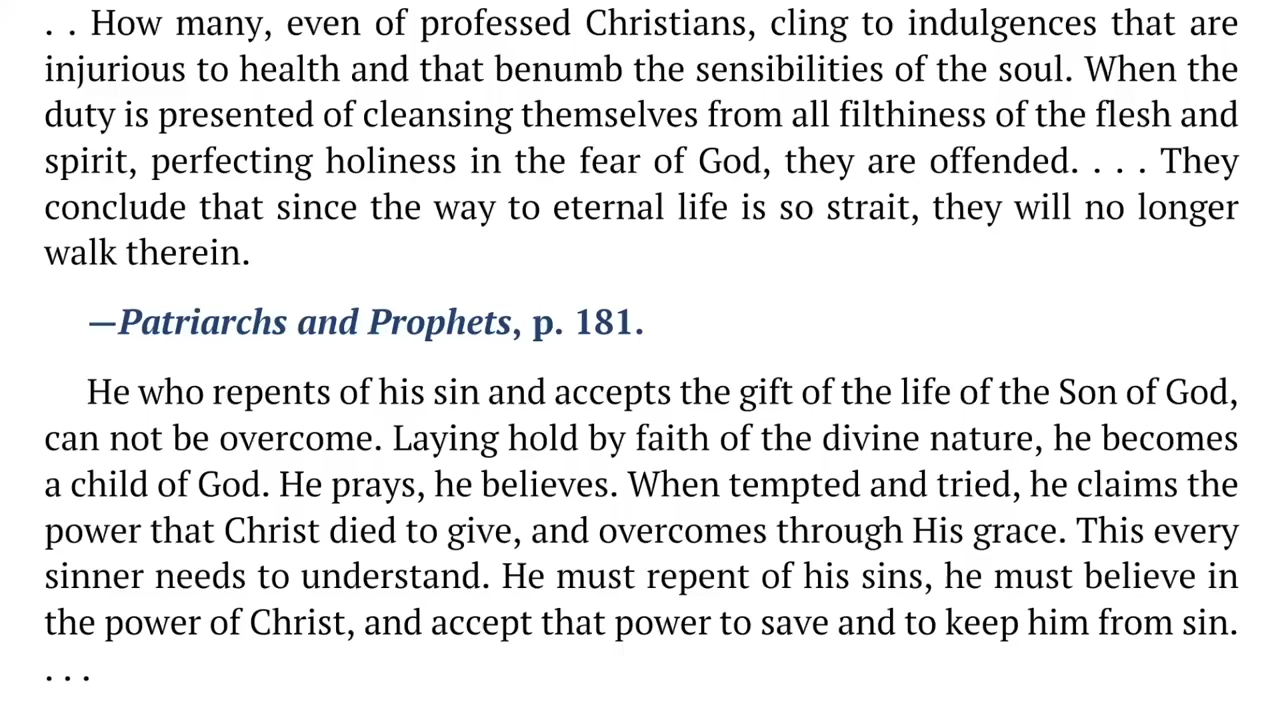 . . How many, even of professed Christians, cling to indulgences that are
injurious to health and that benumb the sensibilities of the soul. When the
duty is presented of cleansing themselves from all filthiness of the flesh and
spirit, perfecting holiness in the fear of God, they are offended. . . . They
conclude that since the way to eternal life is so strait, they will no longer
walk therein.
—Patriarchs and Prophets, p. 181.
He who repents of his sin and accepts the gift of the life of the Son of God,
can not be overcome. Laying hold by faith of the divine nature, he becomes
a child of God. He prays, he believes. When tempted and tried, he claims the
power that Christ died to give, and overcomes through His grace. This every
sinner needs to understand. He must repent of his sins, he must believe in
the power of Christ, and accept that power to save and to keep him from sin.
. . .